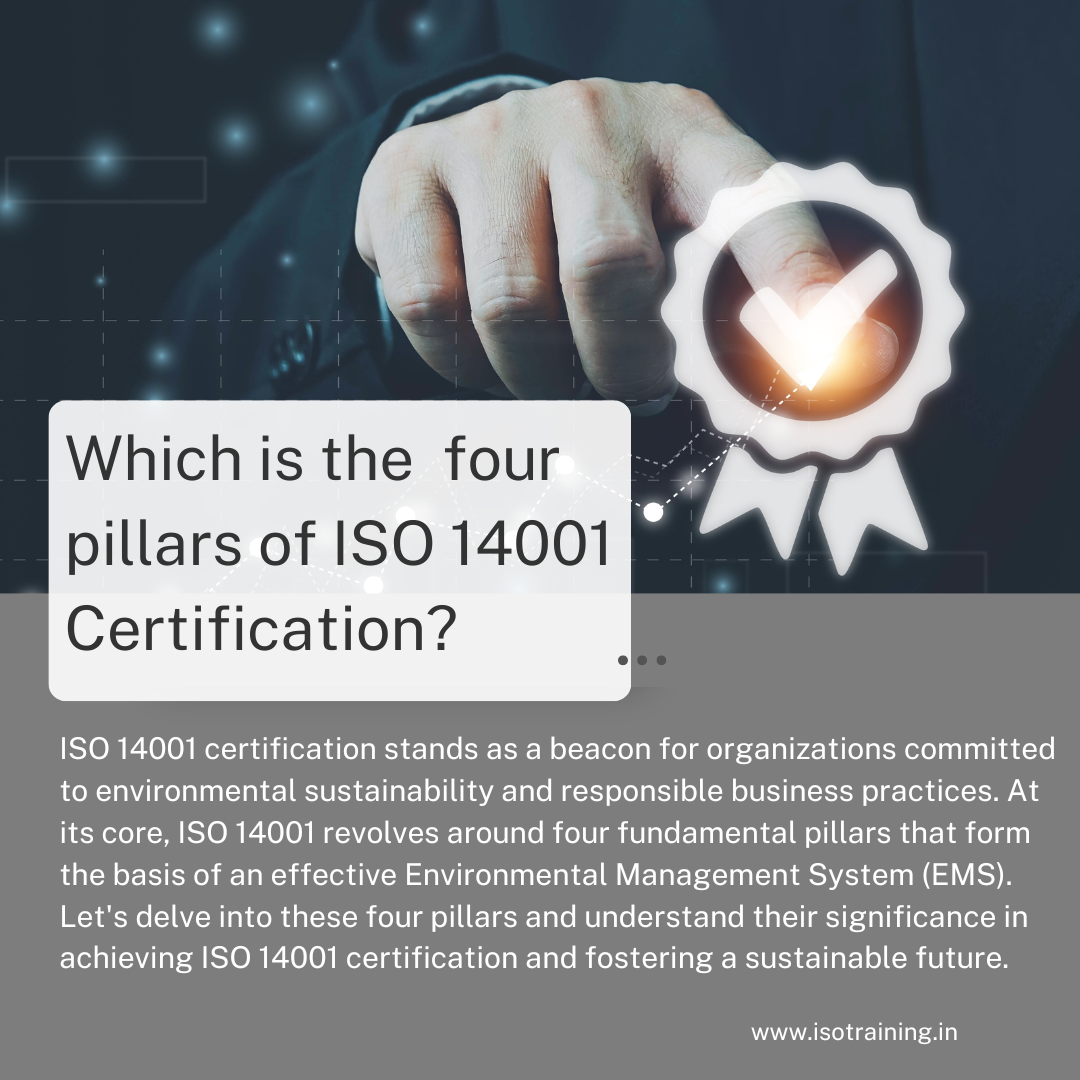 Which is the  four
pillars of ISO 14001
Certification?
ISO 14001 certification stands as a beacon for organizations committed
to environmental sustainability and responsible business practices. At
its core, ISO 14001 revolves around four fundamental pillars that form
the basis of an effective Environmental Management System (EMS).
Let's delve into these four pillars and understand their significance in
achieving ISO 14001 certification and fostering a sustainable future.
www.isotraining.in